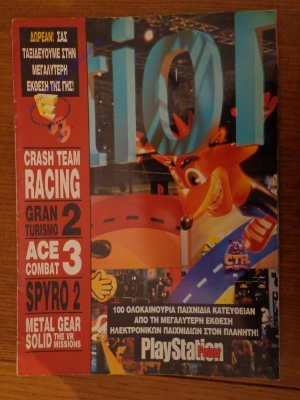 ΔΩΡΕΑΝ! ΣΑΣ
ΤΑΞΙΔΕΥΟΥΜΕ ΣΤΗΝ
ΜΕΓΑΛΥΤΕΡΗ
ΕΚΘΕΣΗ ΤΗΣ ΓΗΣ!
E3
CRASH TEAM
RACING
GRAN
TURISMO 2
ACE
COMBAT 3
SPYRO 2
METAL GEAR
SOLID THE VR
MISSIONS
CTR
100 ΟΛΟΚΑΙΝΟΥΡΙΑ ΠΑΙΧΝΙΔΙΑ ΚΑΤΕΥΘΕΙΑΝ
ΑΠΟ ΤΗ ΜΕΓΑΛΥΤΕΡΗ ΕΚΘΕΣΗ
ΗΛΕΚΤΡΟΝΙΚΩΝ ΠΑΙΧΝΙΔΙΩΝ ΣΤΟΝ ΠΛΑΝΗΤΗ!
PlayStation
Power